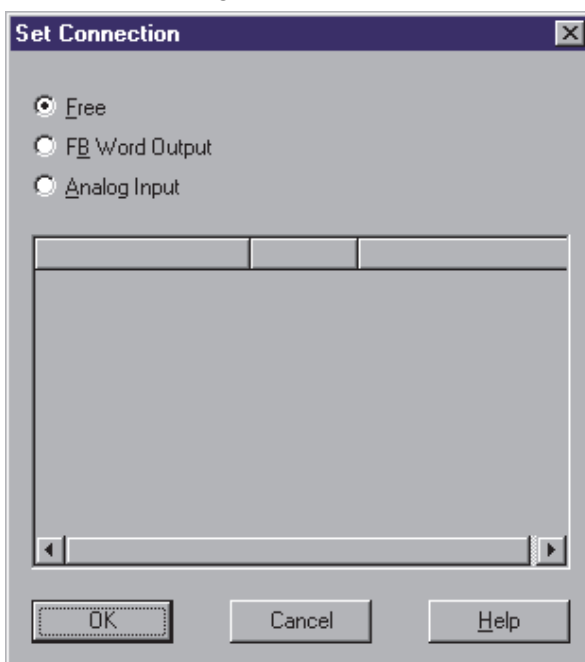 Set Connection
Free
FB Word Output
Analog Input
OK Cancel Help